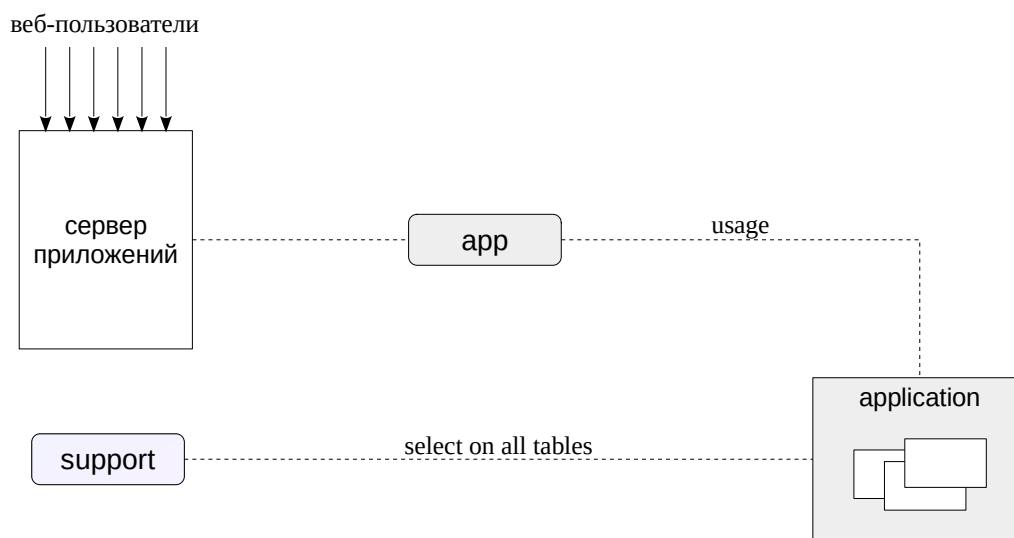 веб-пользователи
сервер
приложений
app
usage
application
support
select on all tables